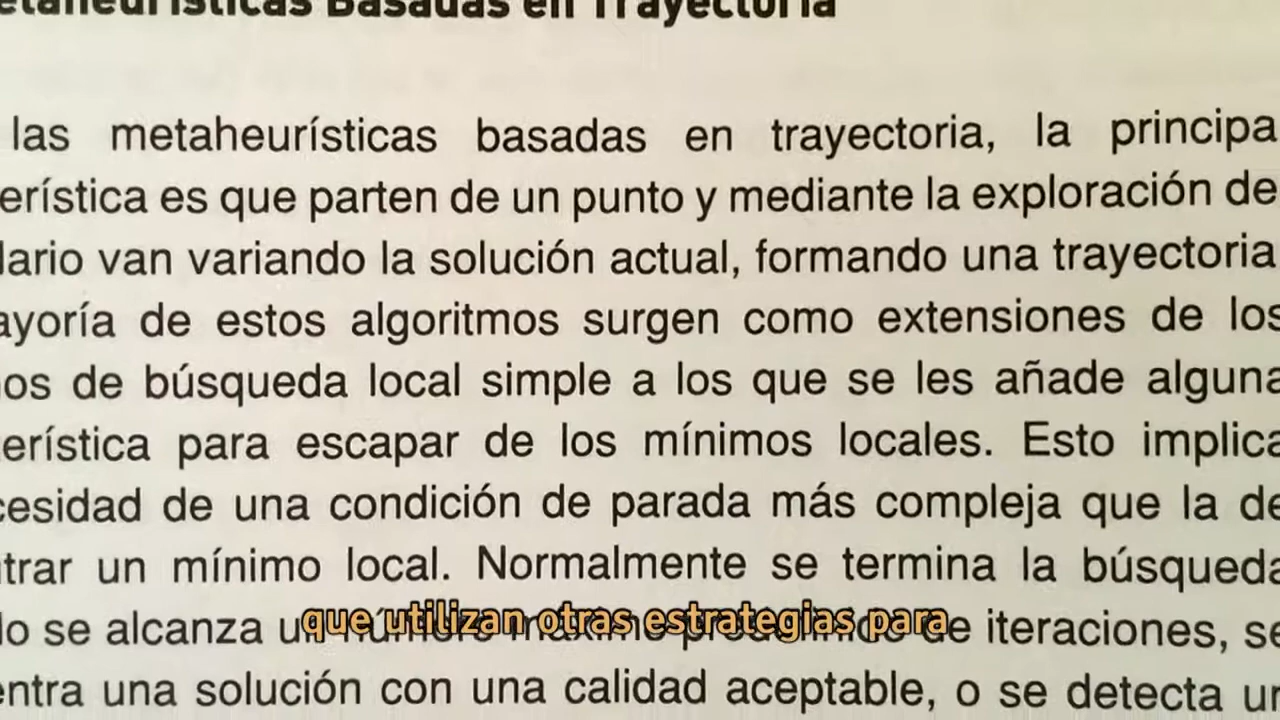 etaheurísticas Basadas en Trayectoria
las metaheurísticas basadas en trayectoria, la principa
erística es que parten de un punto y mediante la exploración de
dario van variando la solución actual, formando una trayectoria
ayoría de estos algoritmos surgen como extensiones de los
os de búsqueda local simple a los que se les añade alguna
erística para escapar de los mínimos locales. Esto implica
cesidad de una condición de parada más compleja que la de
trar un mínimo local. Normalmente se termina la búsqueda
do se alcanza un de iteraciones, se
que utilizan otras estrategias para
entra una solución con una calidad aceptable, o se detecta un